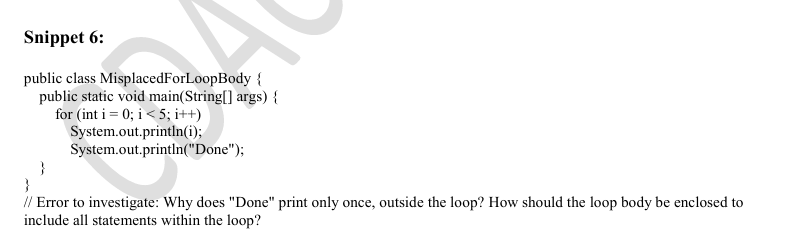 Snippet 6:
public class MisplacedForLoopBody {
public static void main(String[] args) {
for (int i = 0; i < 5; i++)
System.out.println(i);
System.out.println("Done");
}
}
// Error to investigate: Why does "Done" print only once, outside the loop? How should the loop body be enclosed to
include all statements within the loop?
CDAC